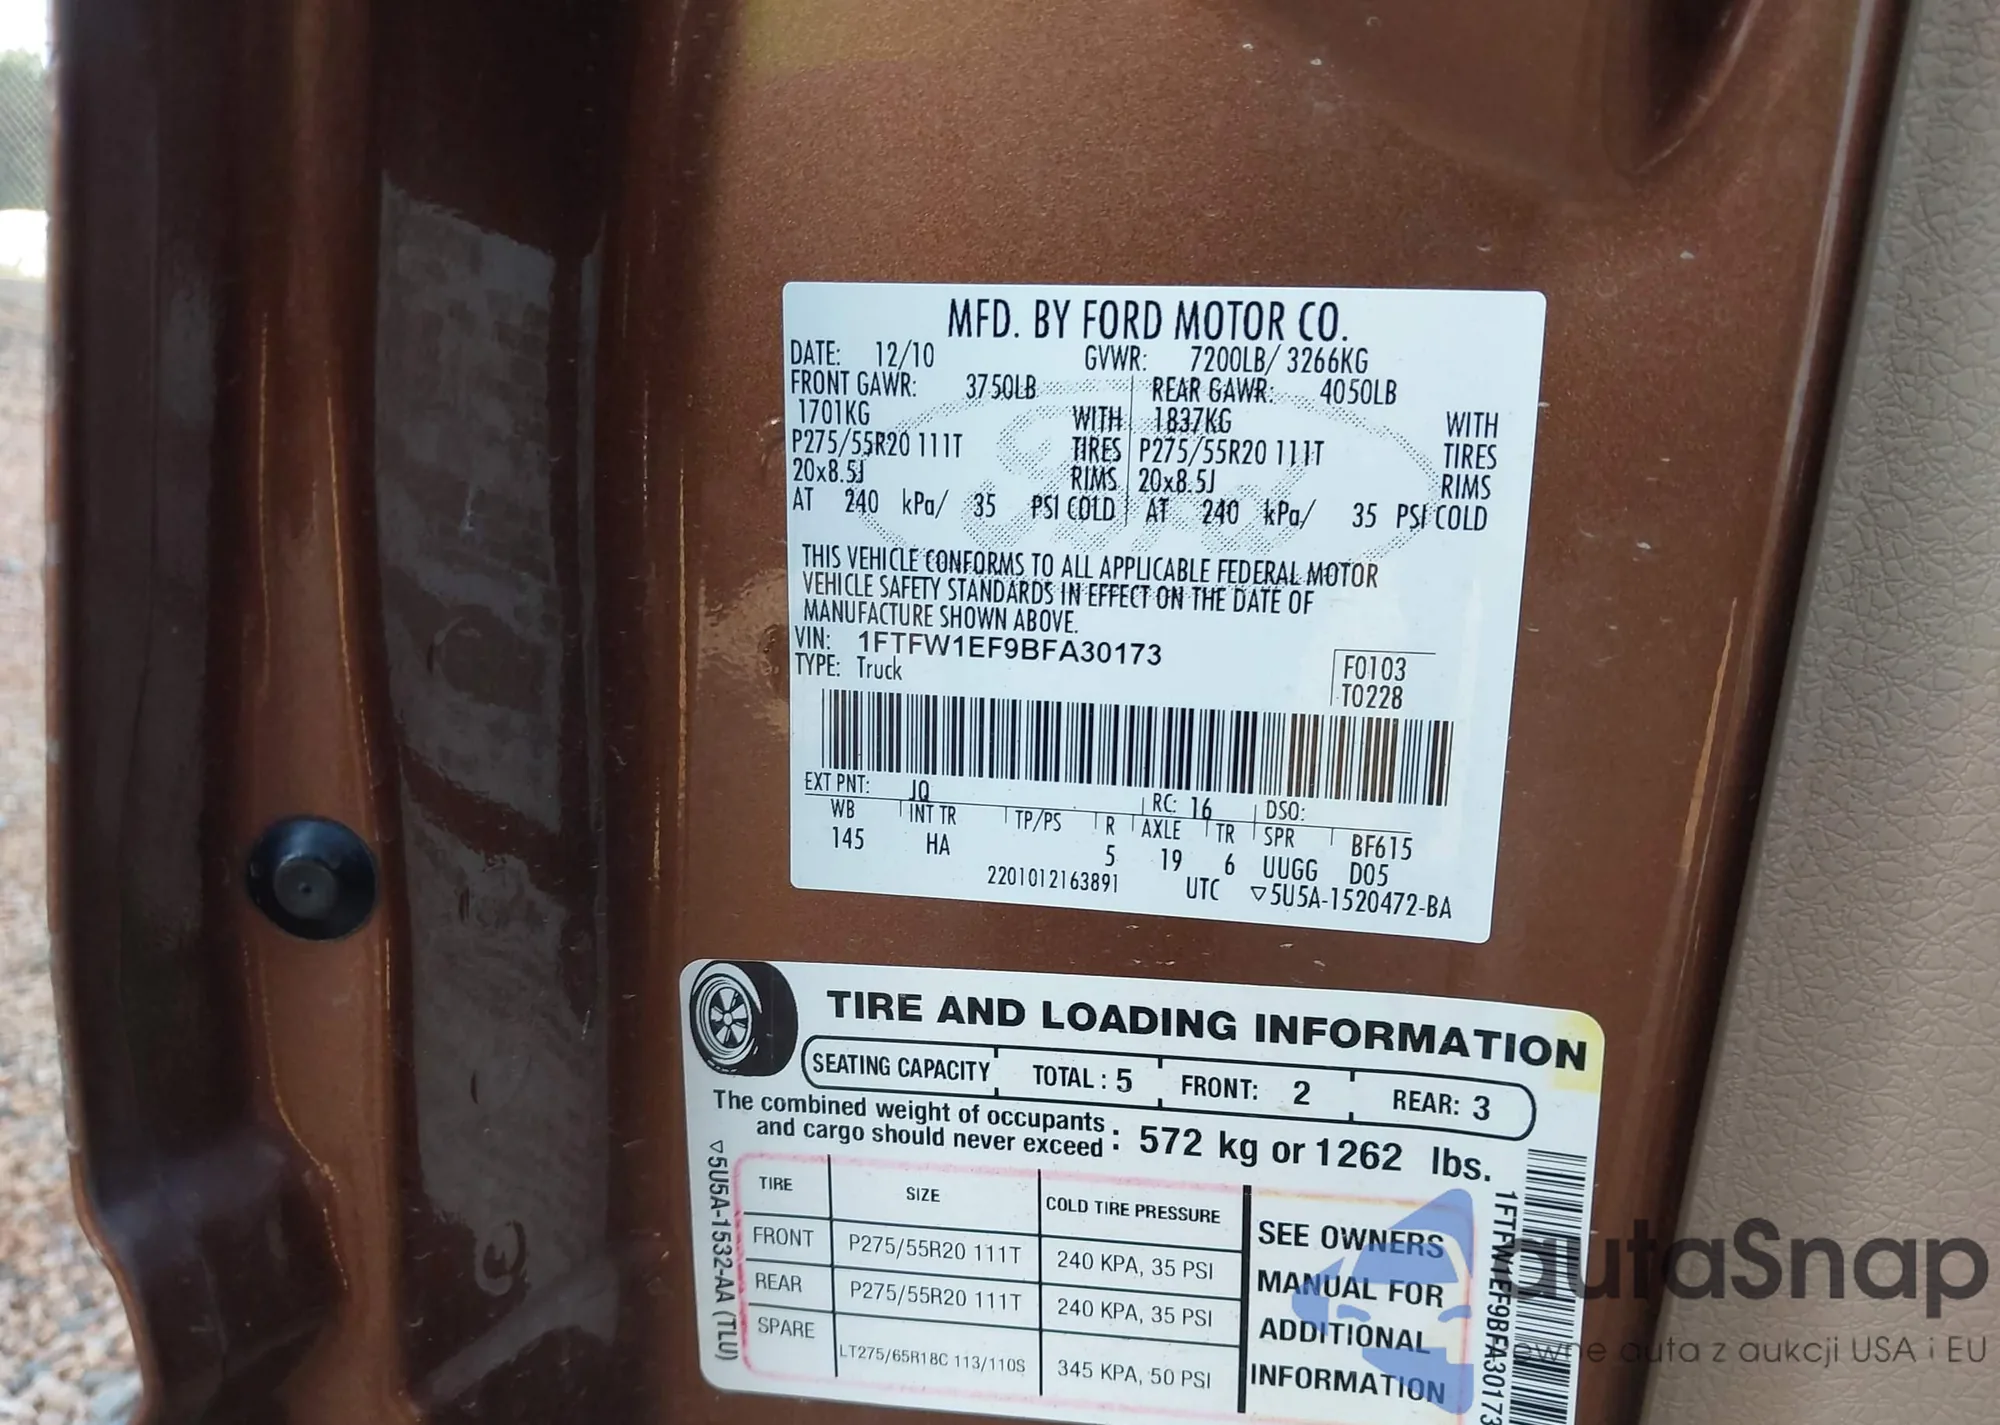 MFD. BY FORD MOTOR CO.
DATE: 12/10 GVWR: 7200LB/ 3266KG
FRONT GAWR: 3750LB REAR GAWR: 4050LB
1701KG WITH 1837KG WITH
P275/55R20 111T TIRES P275/55R20 111T TIRES
20x8.5J RIMS 20x8.5J RIMS
AT 240 kPa/ 35 PSI COLD AT 240 kPa/ 35 PSI COLD
THIS VEHICLE CONFORMS TO ALL APPLICABLE FEDERAL MOTOR
VEHICLE SAFETY STANDARDS IN EFFECT ON THE DATE OF
MANUFACTURE SHOWN ABOVE.
VIN: 1FTFW1EF9BFA30173
TYPE: Truck
F0103
T0228
EXT PNT: JQ RC: 16 DSO:
WB INT TR TP/PS R AXLE TR SPR BF615
145 HA 5 19 6 UUGG D05
2201012163891 UTC ▽5U5A-1520472-BA
TIRE AND LOADING INFORMATION
SEATING CAPACITY TOTAL : 5 FRONT: 2 REAR: 3
The combined weight of occupants
and cargo should never exceed : 572 kg or 1262 lbs.
TIRE SIZE COLD TIRE PRESSURE
FRONT P275/55R20 111T 240 KPA, 35 PSI
REAR P275/55R20 111T 240 KPA, 35 PSI
SPARE LT275/65R18C 113/110S 345 KPA, 50 PSI
SEE OWNERS
MANUAL FOR
ADDITIONAL
INFORMATION
▽5U5A-1532-AA (TLU)
1FTFW1EF9BFA30173
autaSnap
auta z aukcji USA i EU